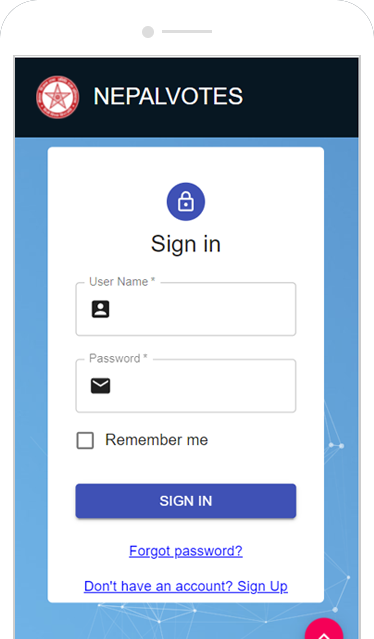 NEPALVOTES
Sign in
User Name *
Password *
Remember me
SIGN IN
Forgot password?
Don't have an account? Sign Up